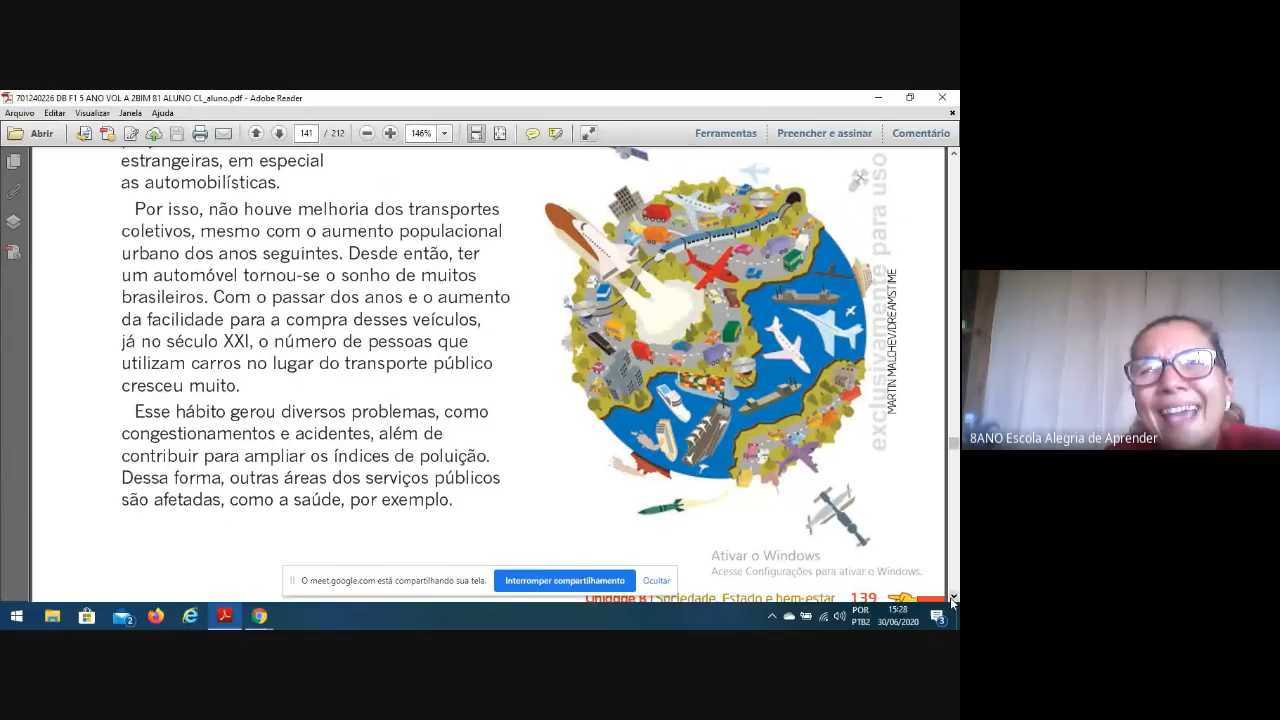 701240226 DB F1 5 ANO VOL A 2BIM 81 ALUNO CL_aluno.pdf - Adobe Reader
Arquivo Editar Visualizar Janela Ajuda
Abrir 141 / 212 146% Ferramentas Preencher e assinar Comentário
estrangeiras, em especial
as automobilísticas.
Por isso, não houve melhoria dos transportes
coletivos, mesmo com o aumento populacional
urbano dos anos seguintes. Desde então, ter
um automóvel tornou-se o sonho de muitos
brasileiros. Com o passar dos anos e o aumento
da facilidade para a compra desses veículos,
já no século XXI, o número de pessoas que
utilizam carros no lugar do transporte público
cresceu muito.
Esse hábito gerou diversos problemas, como
congestionamentos e acidentes, além de
contribuir para ampliar os índices de poluição.
Dessa forma, outras áreas dos serviços públicos
são afetadas, como a saúde, por exemplo.
exclusivamente para uso
MARTIN MALCHEV/DREAMSTIME
8ANO Escola Alegria de Aprender
Ativar o Windows
Acesse Configurações para ativar o Windows.
O meet.google.com está compartilhando sua tela. Interromper compartilhamento Ocultar
Unidade 8 | Sociedade, Estado e bem-estar 139
2
POR
PTB2
15:28
30/06/2020
3